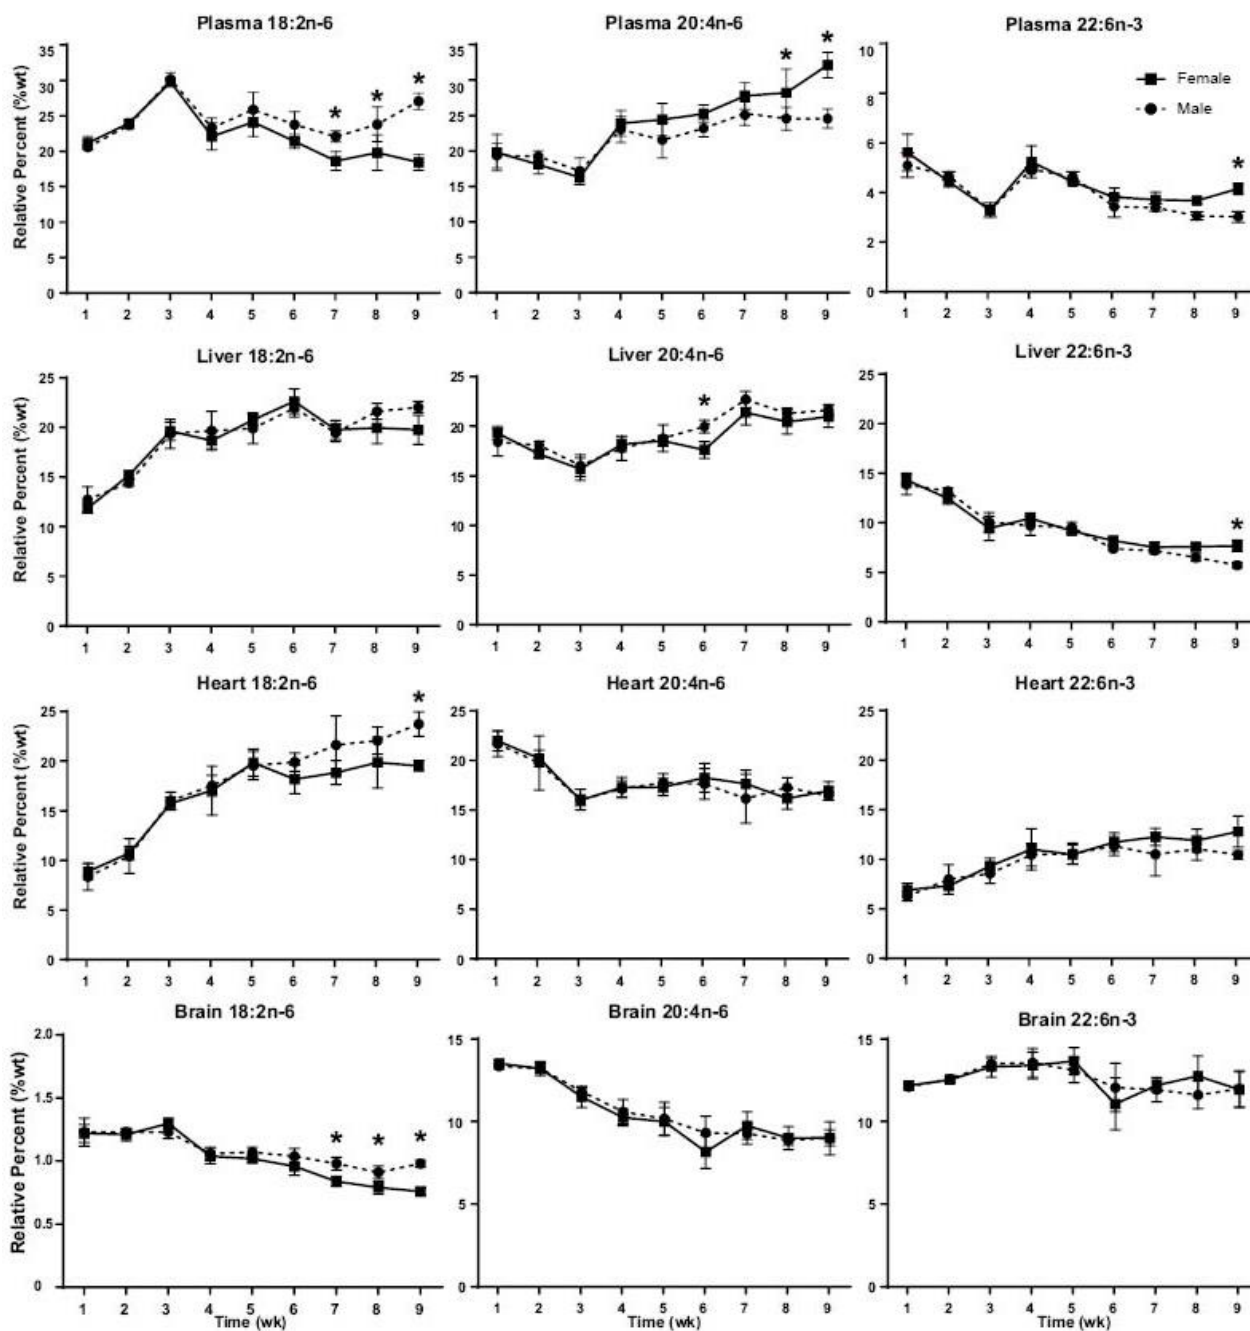 Plasma 18:2n-6
Relative Percent (%wt)
35
30
25
20
15
10
5
0
* * *
1 2 3 4 5 6 7 8 9
Plasma 20:4n-6
35
30
25
20
15
10
5
0
* *
1 2 3 4 5 6 7 8 9
Plasma 22:6n-3
10
8
6
4
2
0
Female
Male
*
1 2 3 4 5 6 7 8 9
Liver 18:2n-6
Relative Percent (%wt)
25
20
15
10
5
0
1 2 3 4 5 6 7 8 9
Liver 20:4n-6
25
20
15
10
5
0
*
1 2 3 4 5 6 7 8 9
Liver 22:6n-3
25
20
15
10
5
0
*
1 2 3 4 5 6 7 8 9
Heart 18:2n-6
Relative Percent (%wt)
25
20
15
10
5
0
*
1 2 3 4 5 6 7 8 9
Heart 20:4n-6
25
20
15
10
5
0
1 2 3 4 5 6 7 8 9
Heart 22:6n-3
25
20
15
10
5
0
1 2 3 4 5 6 7 8 9
Brain 18:2n-6
Relative Percent (%wt)
2.0
1.5
1.0
0.5
0
* * *
1 2 3 4 5 6 7 8 9
Time (wk)
Brain 20:4n-6
15
10
5
0
1 2 3 4 5 6 7 8 9
Time (wk)
Brain 22:6n-3
15
10
5
0
1 2 3 4 5 6 7 8 9
Time (wk)